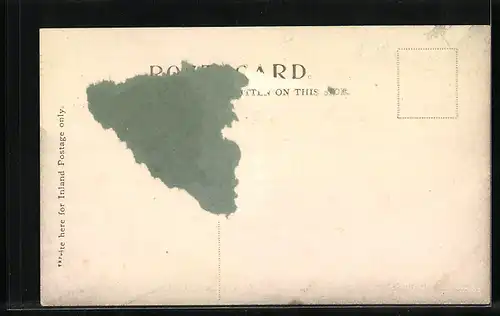 POST CARD.
ON THIS SIDE.
Write here for Inland Postage only.